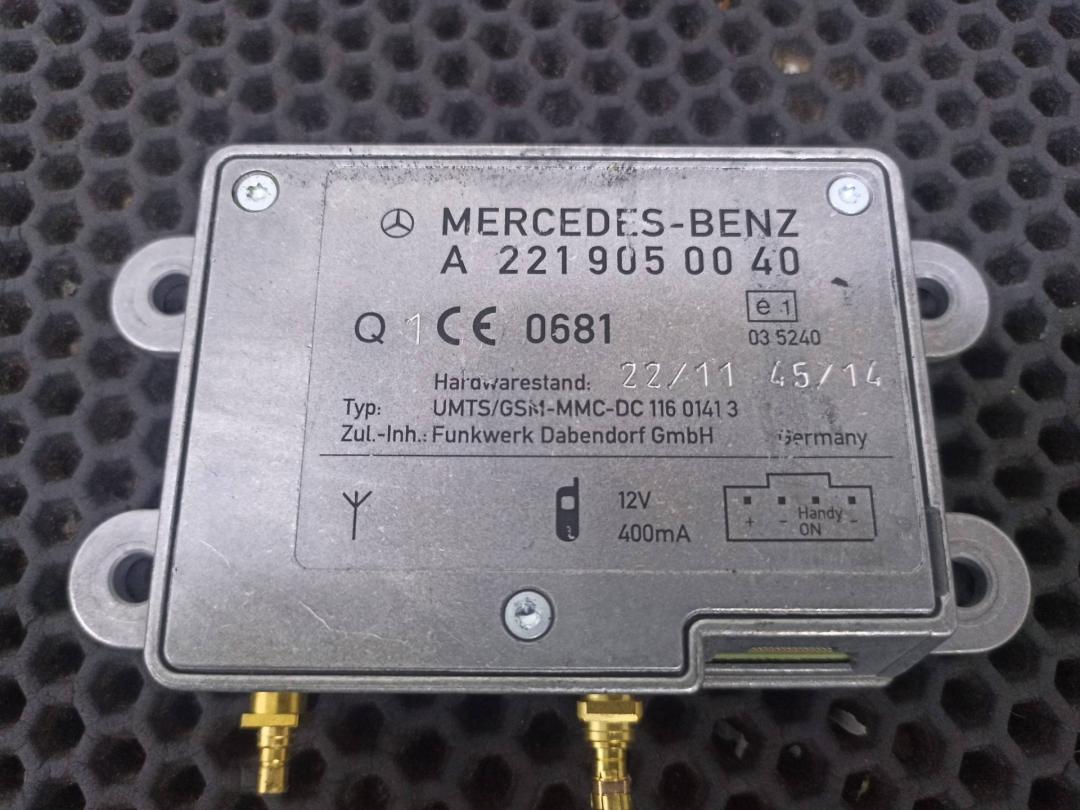 MERCEDES-BENZ
A 221 905 00 40
Q 1 CE 0681
e 1
03 5240
Hardwarestand: 22/11 45/14
Typ: UMTS/GSM-MMC-DC 116 0141 3
Zul.-Inh.: Funkwerk Dabendorf GmbH Germany
12V
400mA
+ - Handy -
ON